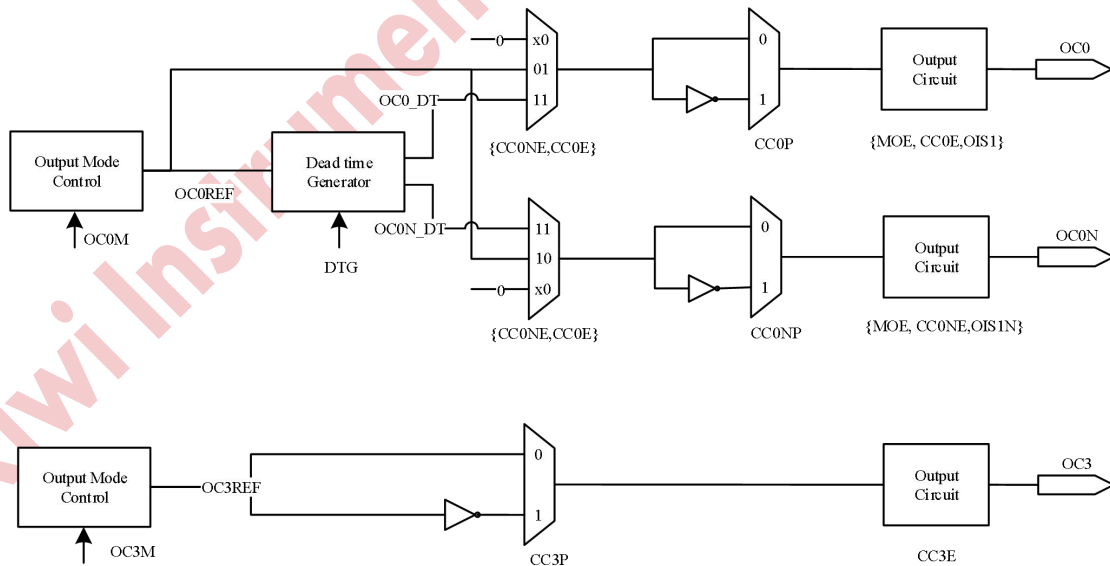 OC0
0
x0
0
01
Output
Circuit
OC0_DT
11
1
{CC0NE,CC0E}
CC0P
{MOE, CC0E,OIS1}
Output Mode
Control
Dead time
Generator
OC0REF
OC0M
DTG
OC0N_DT
11
0
OC0N
10
Output
Circuit
0
x0
1
{CC0NE,CC0E}
CC0NP
{MOE, CC0NE,OIS1N}
Output Mode
Control
OC3REF
0
1
Output
Circuit
OC3
OC3M
CC3P
CC3E
iwi Instrumen